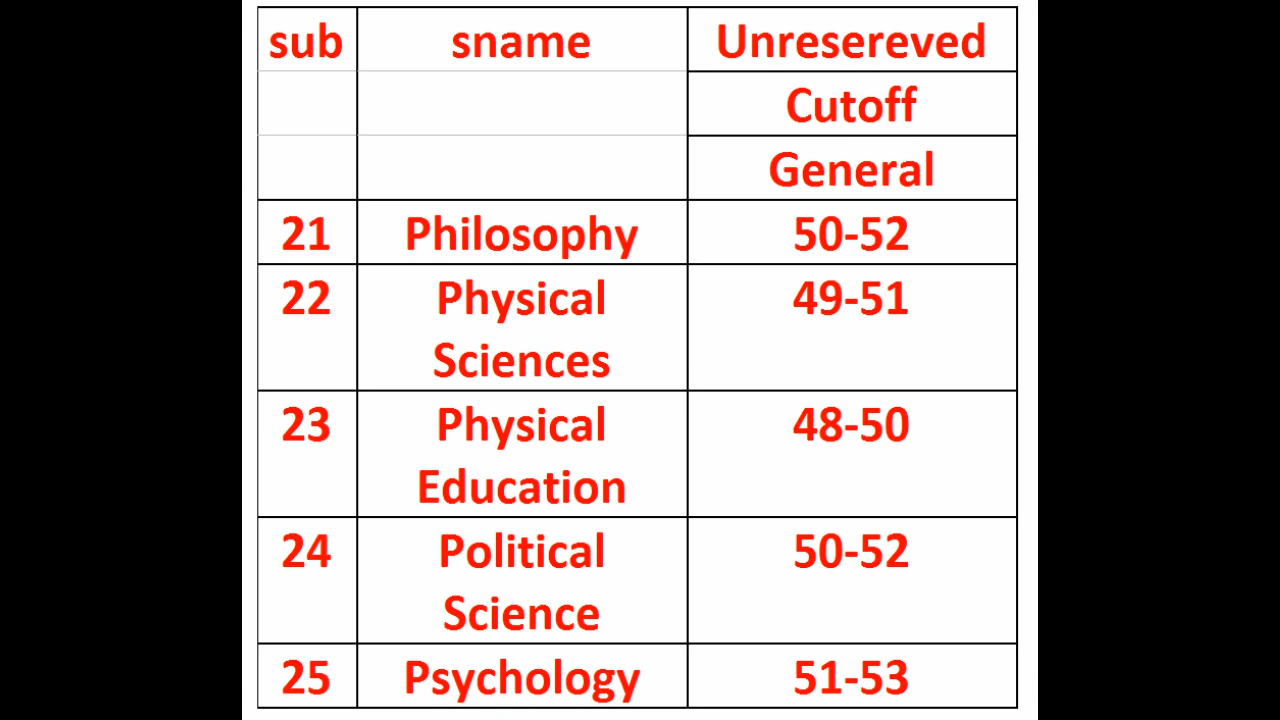 sub sname Unresereved
Cutoff
General
21 Philosophy 50-52
22 Physical 49-51
Sciences
23 Physical 48-50
Education
24 Political 50-52
Science
25 Psychology 51-53